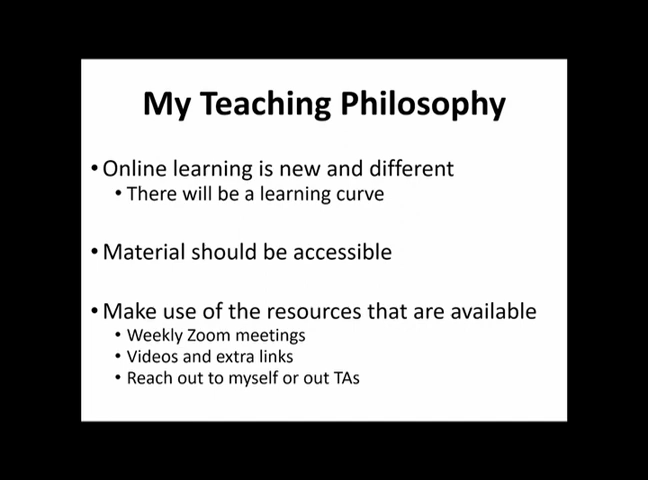 My Teaching Philosophy
• Online learning is new and different
• There will be a learning curve
• Material should be accessible
• Make use of the resources that are available
• Weekly Zoom meetings
• Videos and extra links
• Reach out to myself or out TAs